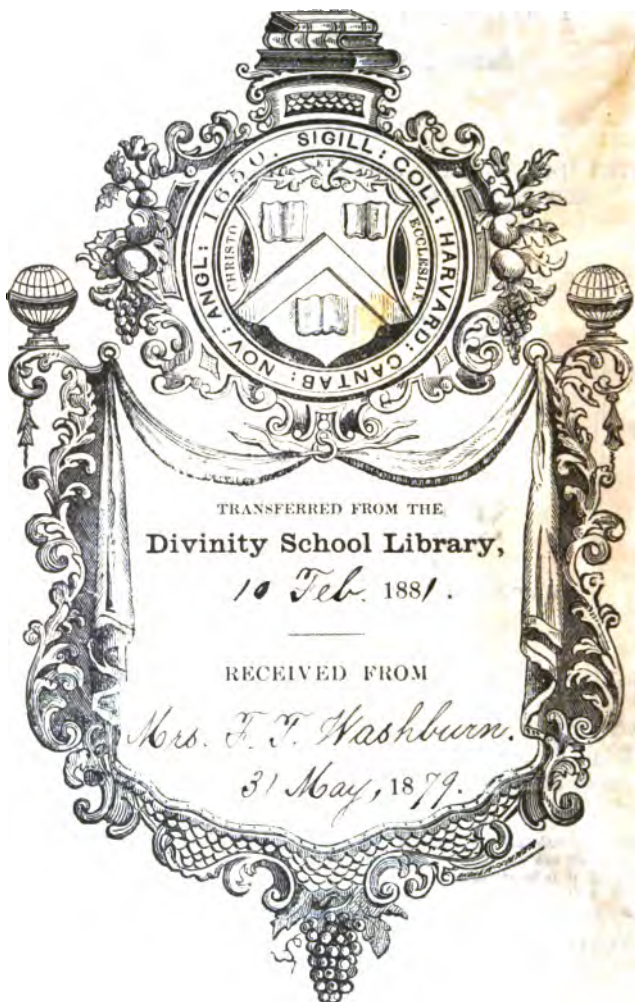 SIGILL: COLL: HARVARD: CANTAB: NOV: ANGL: 1650.
CHRISTO
ET
ECCLESIAE
TRANSFERRED FROM THE
Divinity School Library,
10 Feb. 1881.
RECEIVED FROM
Mrs. F. T. Washburn.
31 May, 1879.